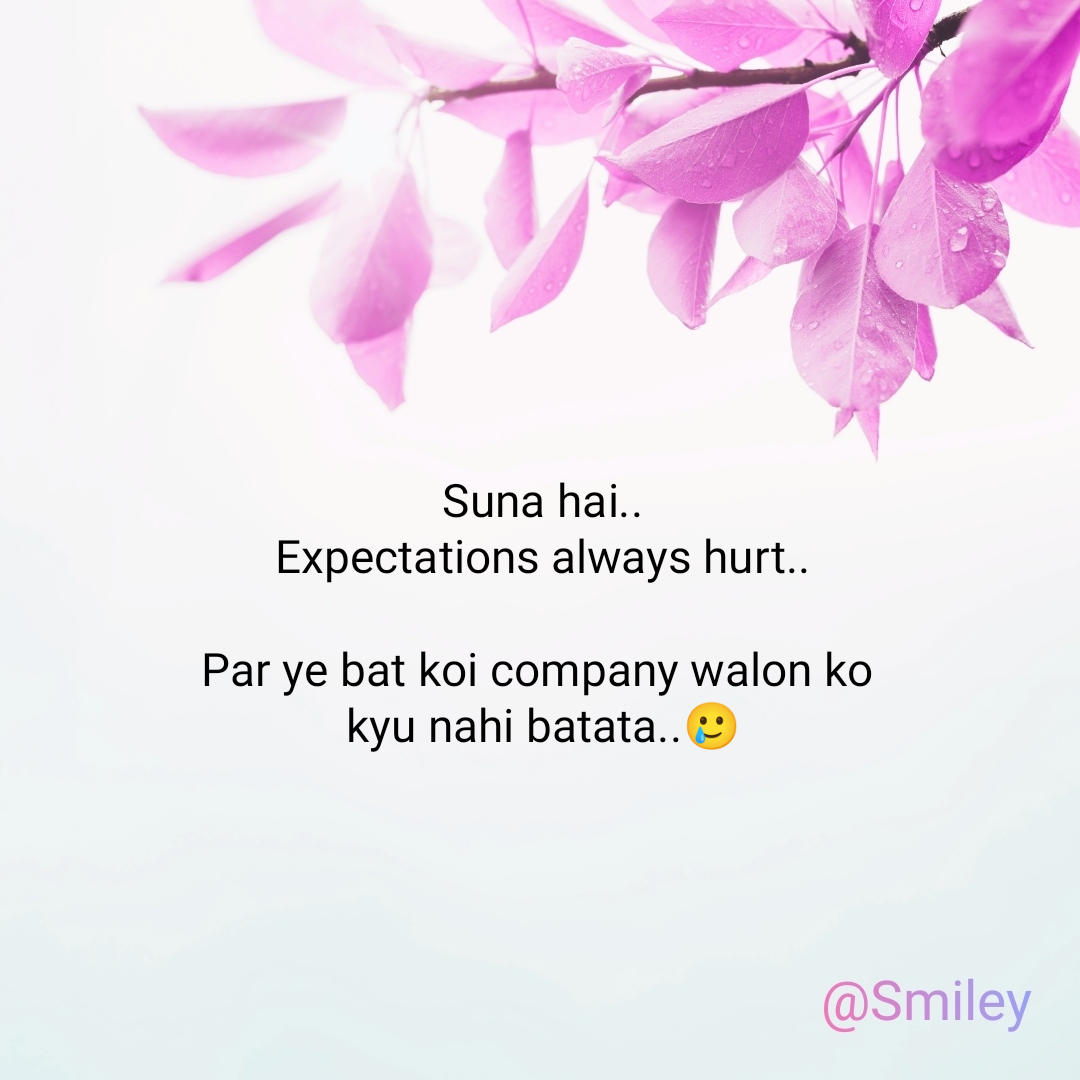 Suna hai..
Expectations always hurt..
Par ye bat koi company walon ko
kyu nahi batata..🥲
@Smiley